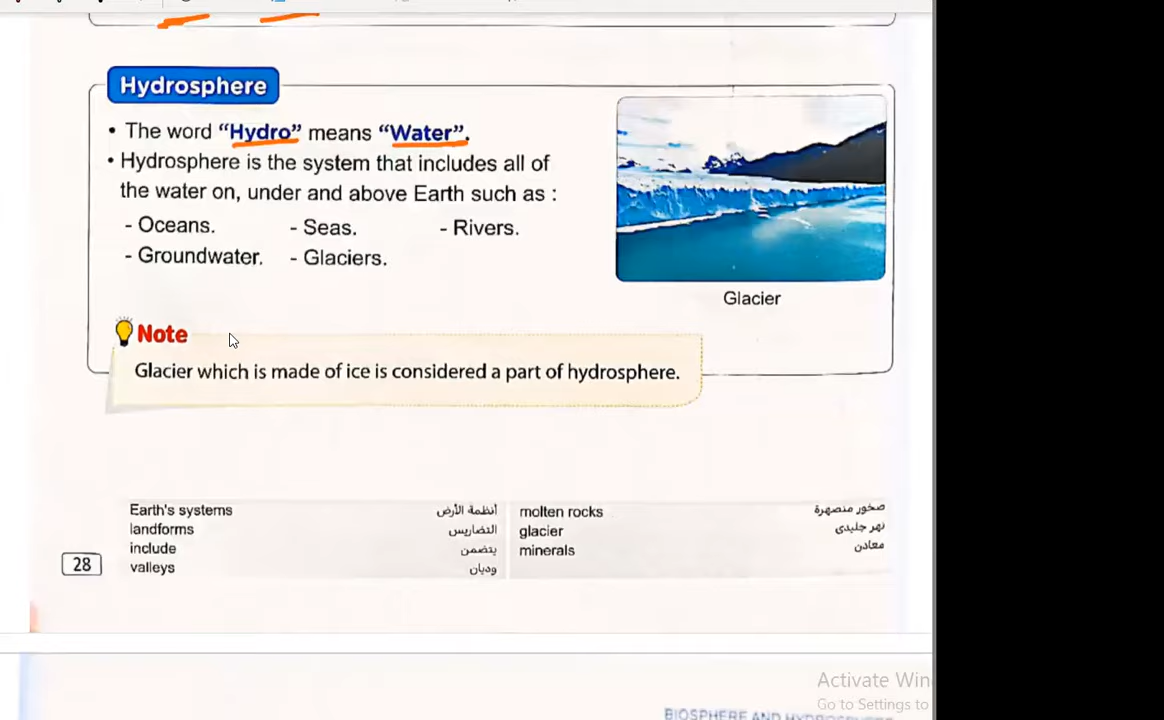 Hydrosphere
• The word “Hydro” means “Water”.
• Hydrosphere is the system that includes all of
the water on, under and above Earth such as :
- Oceans. - Seas. - Rivers.
- Groundwater. - Glaciers.
Glacier
Note
Glacier which is made of ice is considered a part of hydrosphere.
Earth's systems أنظمة الأرض molten rocks صخور منصهرة
landforms التضاريس glacier نهر جليدى
include يتضمن minerals معادن
valleys وديان
28
Activate Win
Go to Settings to
BIOSPHERE AND